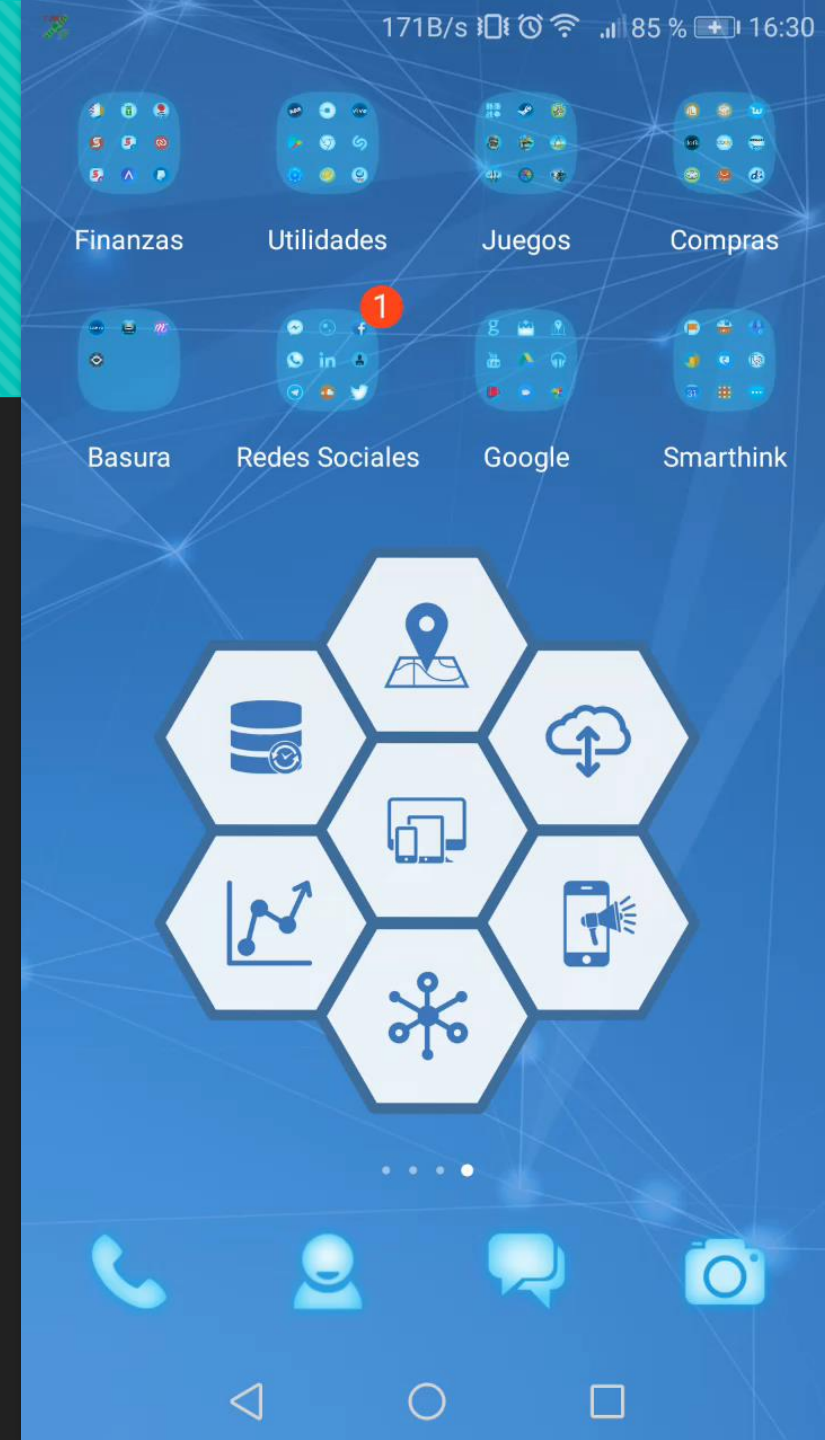 171B/s 85 % 16:30
Finanzas Utilidades Juegos Compras
1
Basura Redes Sociales Google Smarthink